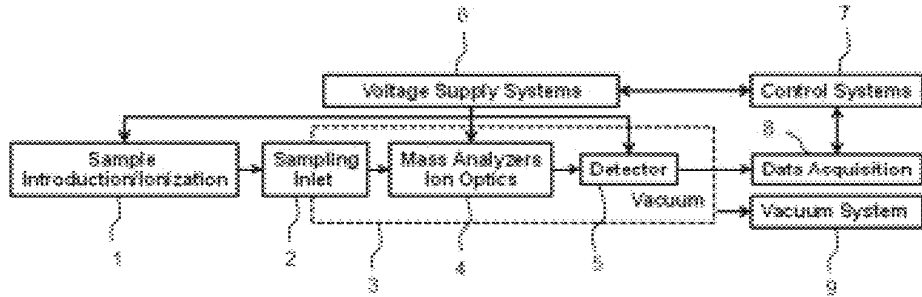 6
7
Voltage Supply Systems
Control Systems
8
Sample
Introduction/Ionization
Sampling
Inlet
Mass Analyzers
Ion Optics
Detector
Data Acquisition
Vacuum
Vacuum System
1
2
3
4
5
9